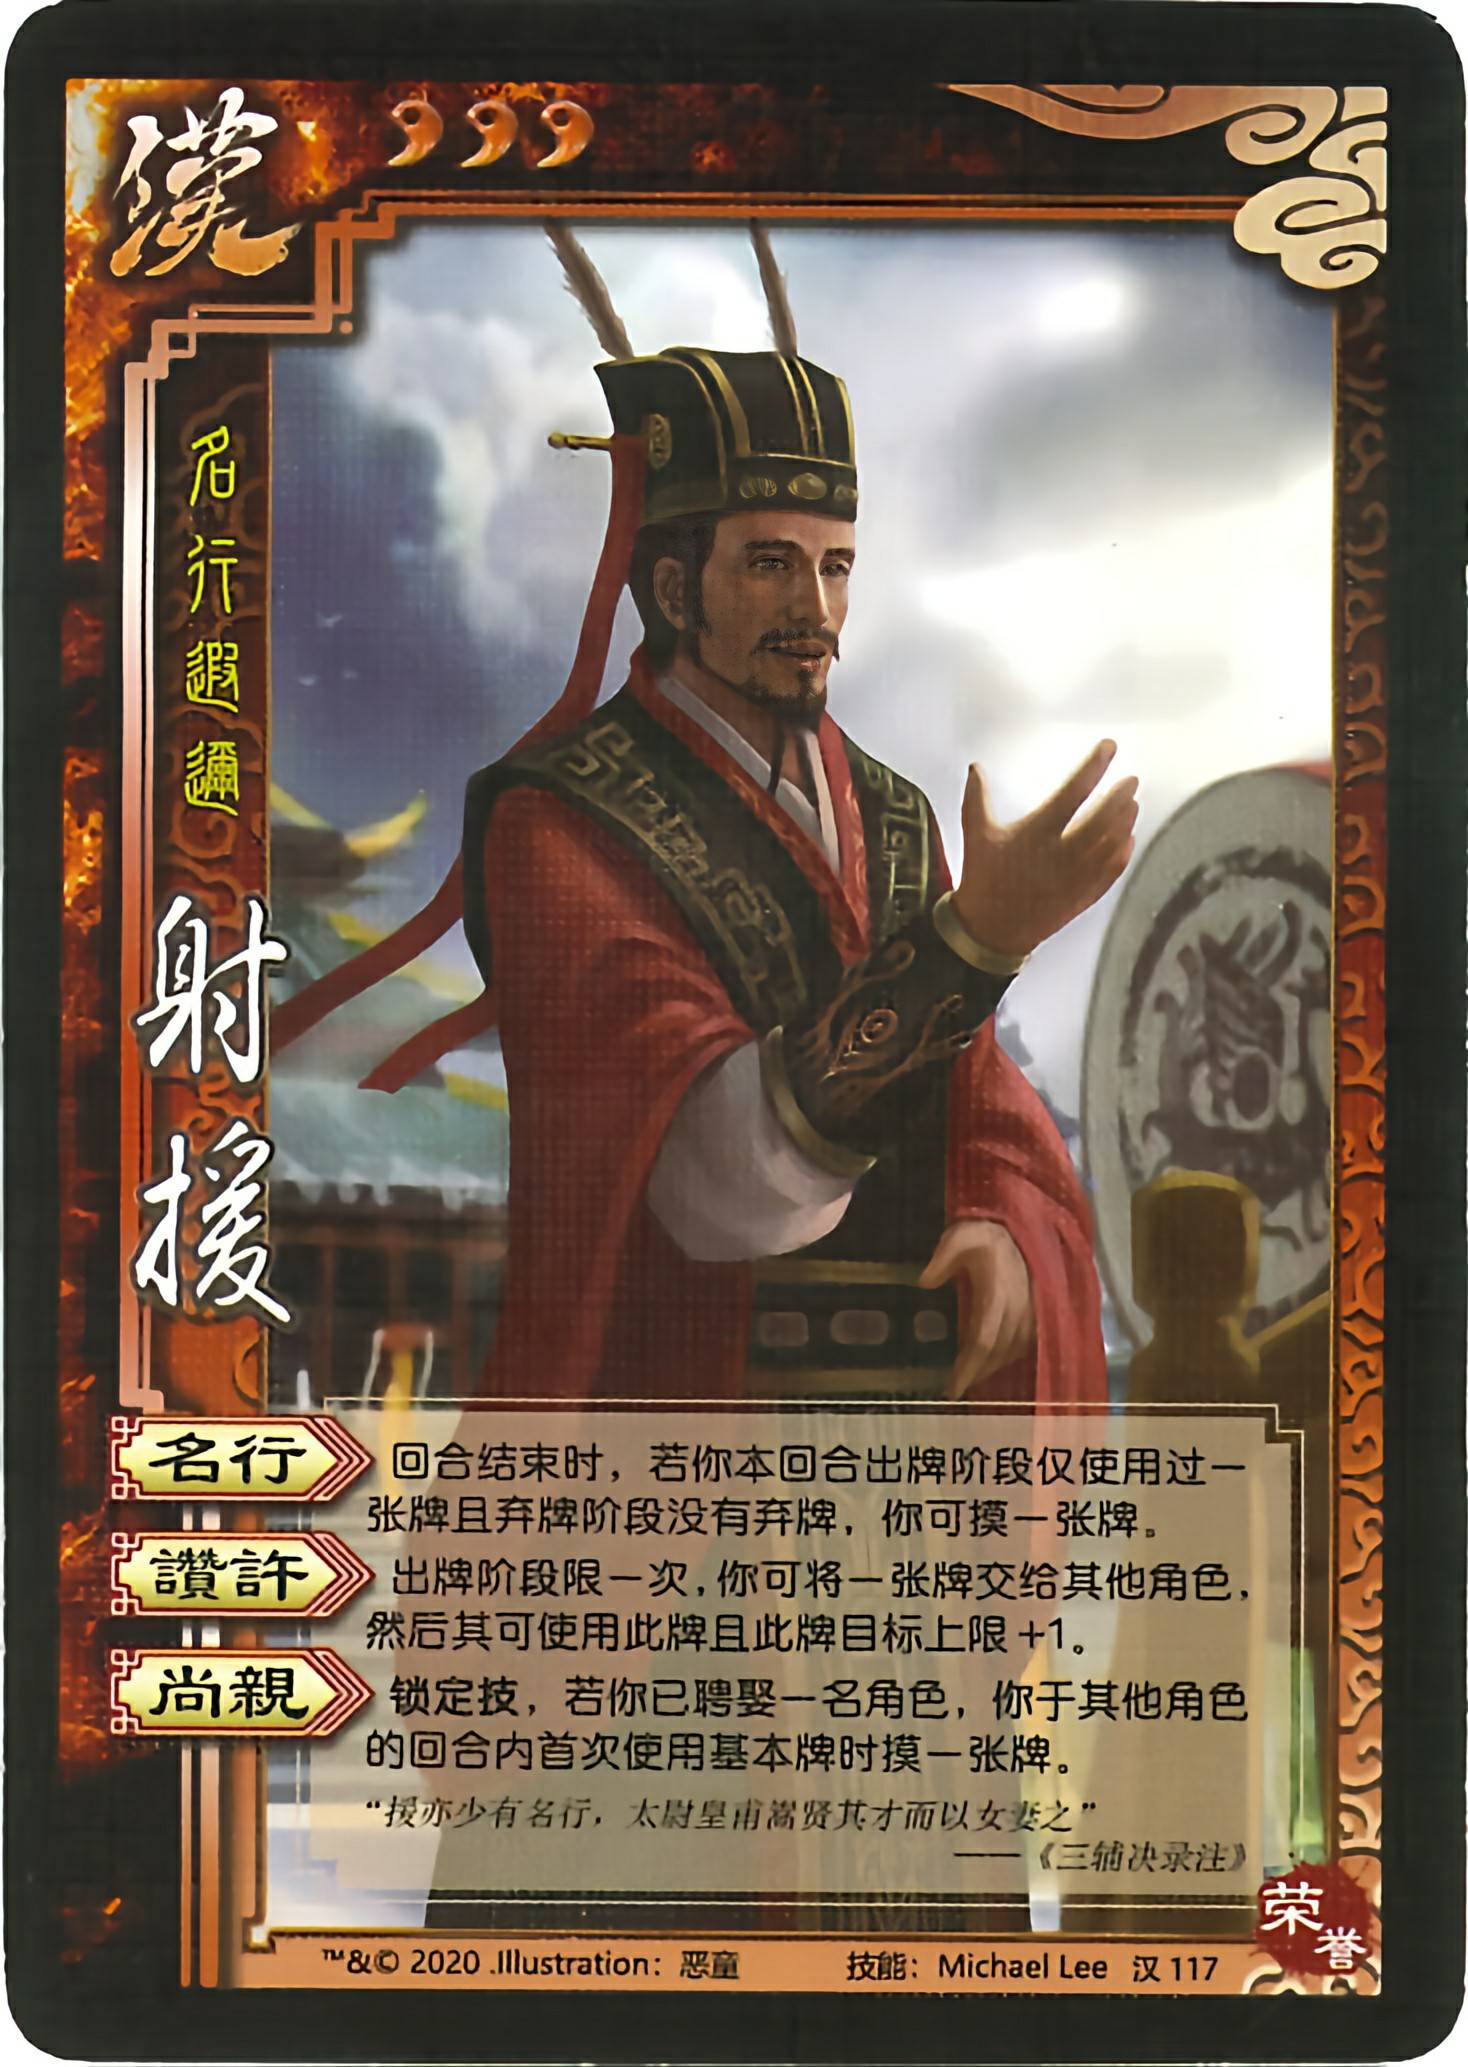 漢
名行遐邇
射援
名行
回合结束时，若你本回合出牌阶段仅使用过一
张牌且弃牌阶段没有弃牌，你可摸一张牌。
讚許
出牌阶段限一次，你可将一张牌交给其他角色，
然后其可使用此牌且此牌目标上限+1。
尚親
锁定技，若你已聘娶一名角色，你于其他角色
的回合内首次使用基本牌时摸一张牌。
“援亦少有名行，太尉皇甫嵩贤其才而以女妻之”
——《三辅决录注》
荣誉
™&© 2020 .Illustration：恶童 技能：Michael Lee 汉 117